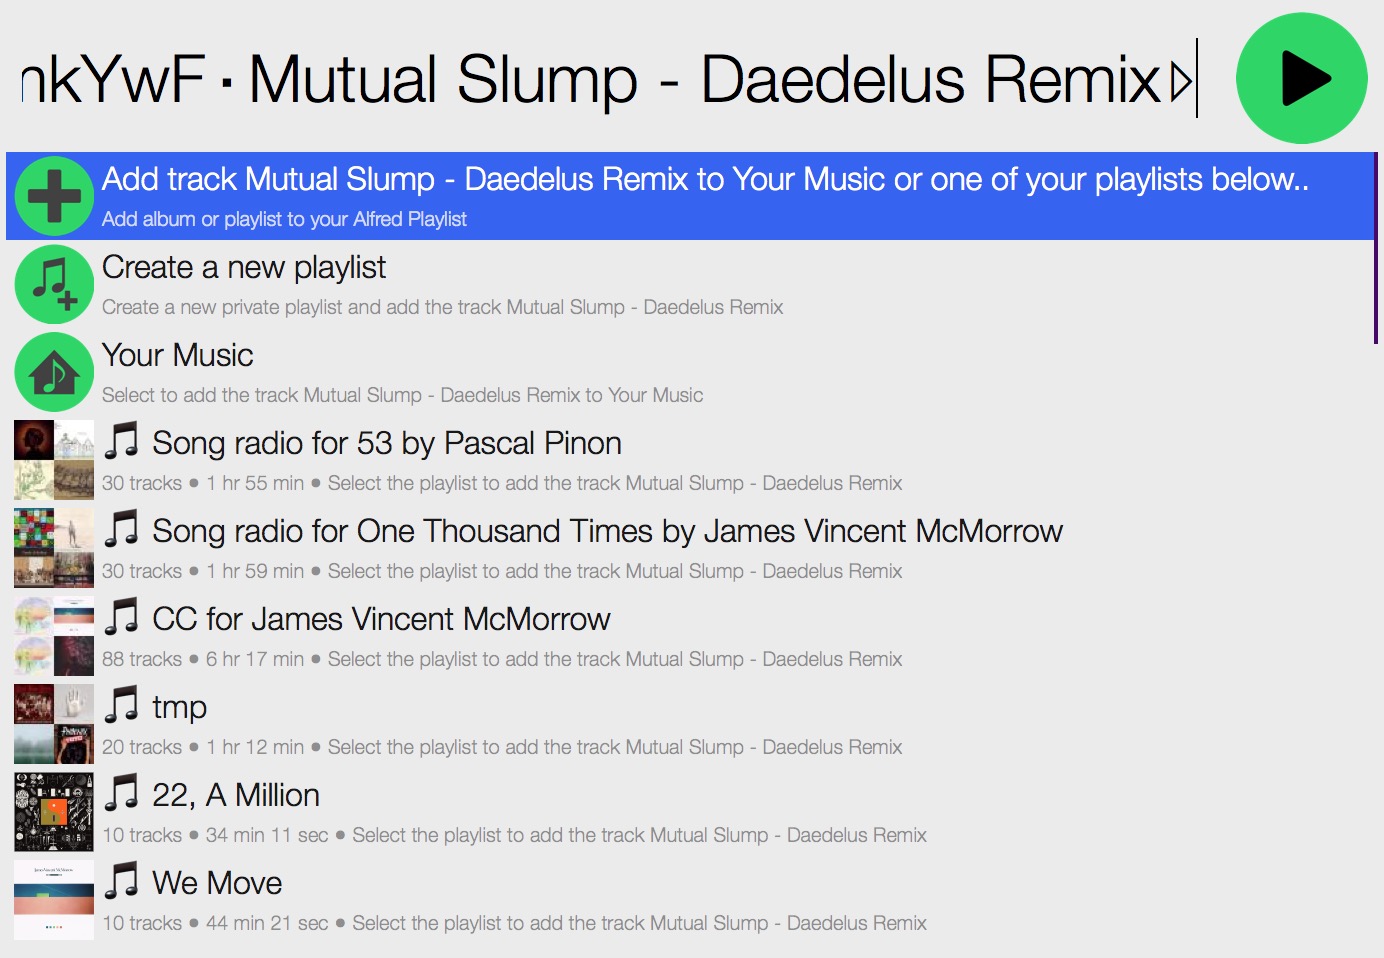 nkYwF · Mutual Slump - Daedelus Remix▷
Add track Mutual Slump - Daedelus Remix to Your Music or one of your playlists below..
Add album or playlist to your Alfred Playlist
Create a new playlist
Create a new private playlist and add the track Mutual Slump - Daedelus Remix
Your Music
Select to add the track Mutual Slump - Daedelus Remix to Your Music
🎵 Song radio for 53 by Pascal Pinon
30 tracks ● 1 hr 55 min ● Select the playlist to add the track Mutual Slump - Daedelus Remix
🎵 Song radio for One Thousand Times by James Vincent McMorrow
30 tracks ● 1 hr 59 min ● Select the playlist to add the track Mutual Slump - Daedelus Remix
🎵 CC for James Vincent McMorrow
88 tracks ● 6 hr 17 min ● Select the playlist to add the track Mutual Slump - Daedelus Remix
🎵 tmp
20 tracks ● 1 hr 12 min ● Select the playlist to add the track Mutual Slump - Daedelus Remix
🎵 22, A Million
10 tracks ● 34 min 11 sec ● Select the playlist to add the track Mutual Slump - Daedelus Remix
🎵 We Move
10 tracks ● 44 min 21 sec ● Select the playlist to add the track Mutual Slump - Daedelus Remix